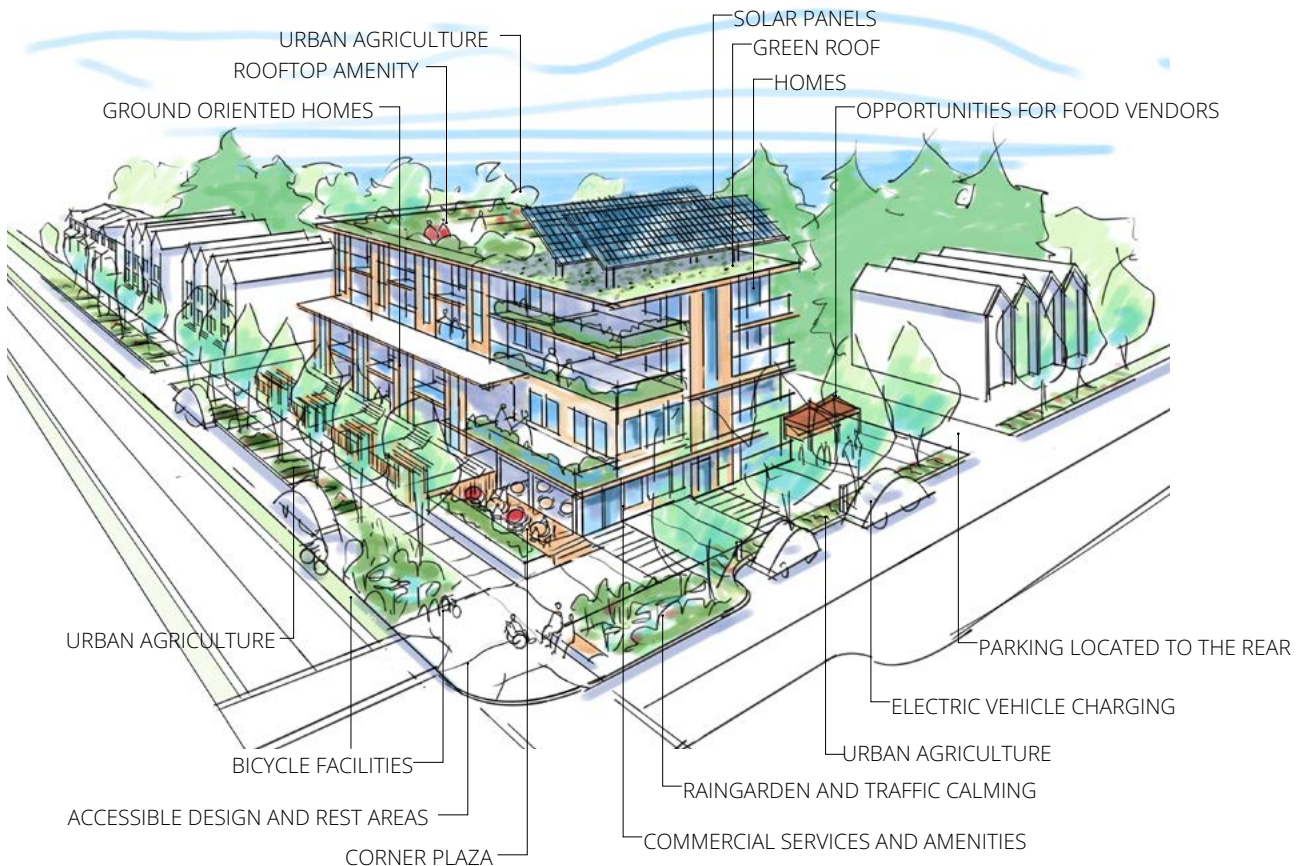 SOLAR PANELS
URBAN AGRICULTURE
GREEN ROOF
ROOFTOP AMENITY
HOMES
GROUND ORIENTED HOMES
OPPORTUNITIES FOR FOOD VENDORS
URBAN AGRICULTURE
PARKING LOCATED TO THE REAR
ELECTRIC VEHICLE CHARGING
URBAN AGRICULTURE
BICYCLE FACILITIES
RAINGARDEN AND TRAFFIC CALMING
ACCESSIBLE DESIGN AND REST AREAS
COMMERCIAL SERVICES AND AMENITIES
CORNER PLAZA